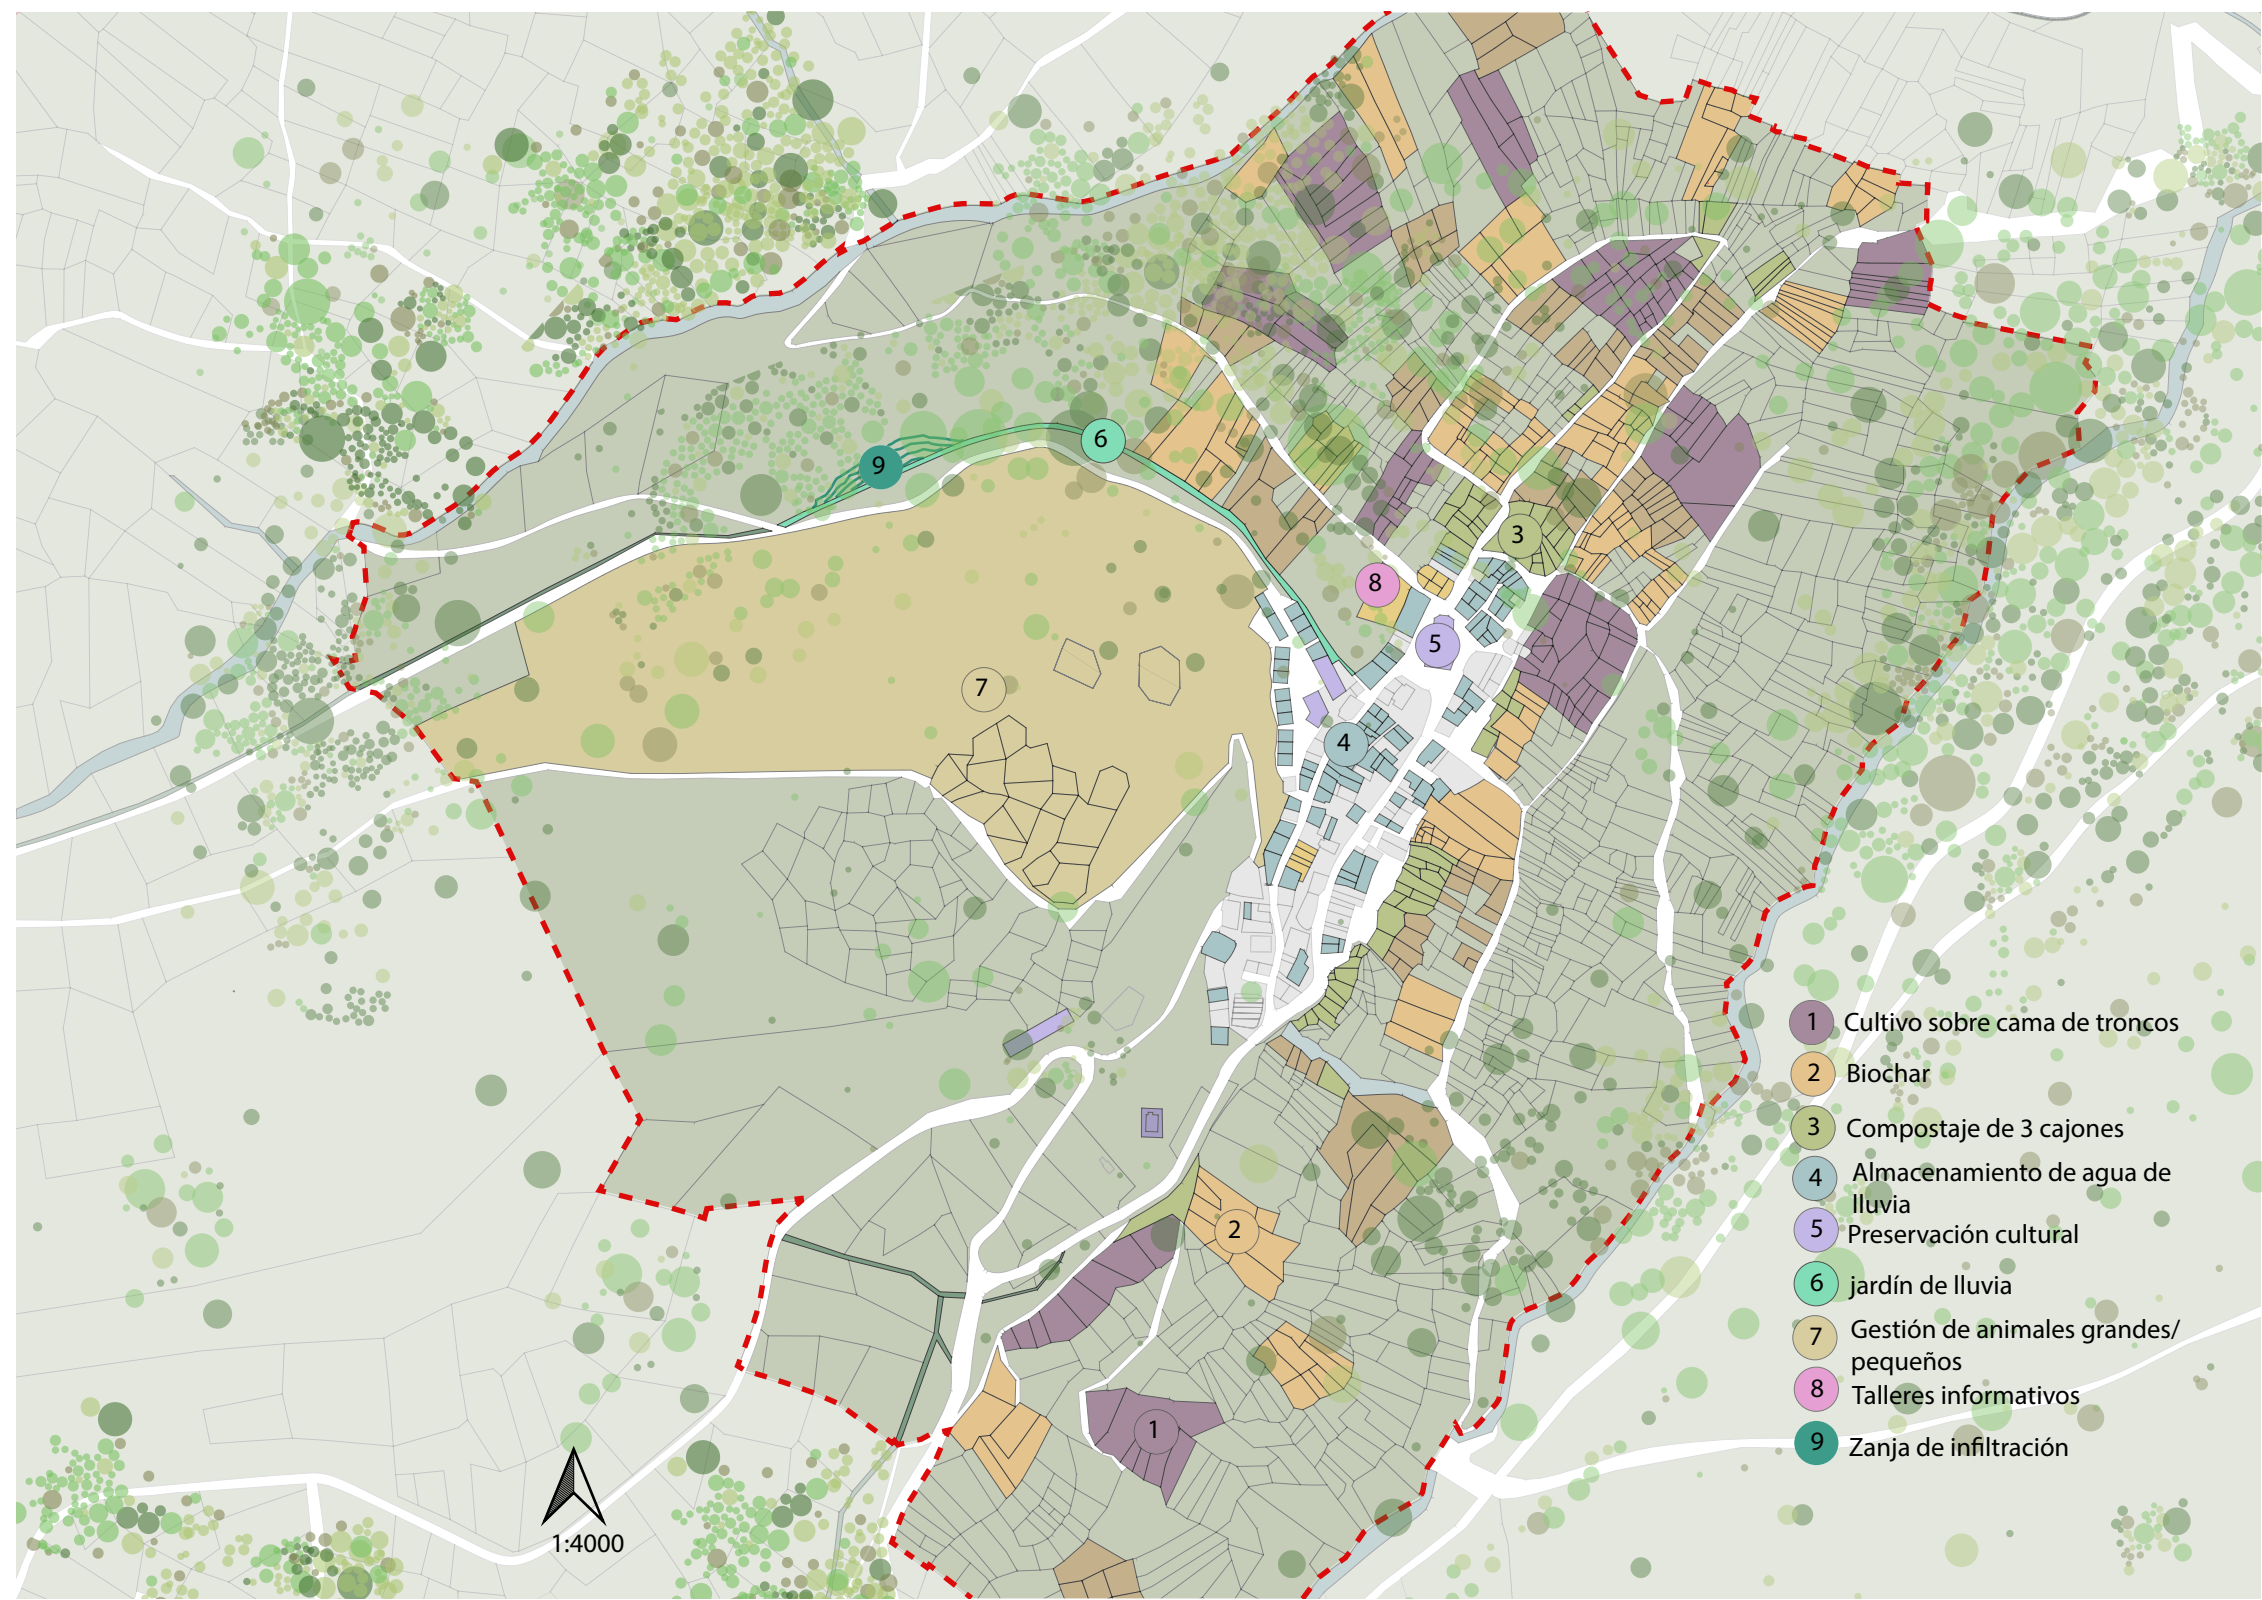 6
9
3
8
5
7
4
1 Cultivo sobre cama de troncos
2 Biochar
3 Compostaje de 3 cajones
4 Almacenamiento de agua de
lluvia
5 Preservación cultural
6 jardín de lluvia
7 Gestión de animales grandes/
pequeños
8 Talleres informativos
9 Zanja de infiltración
2
1
1:4000